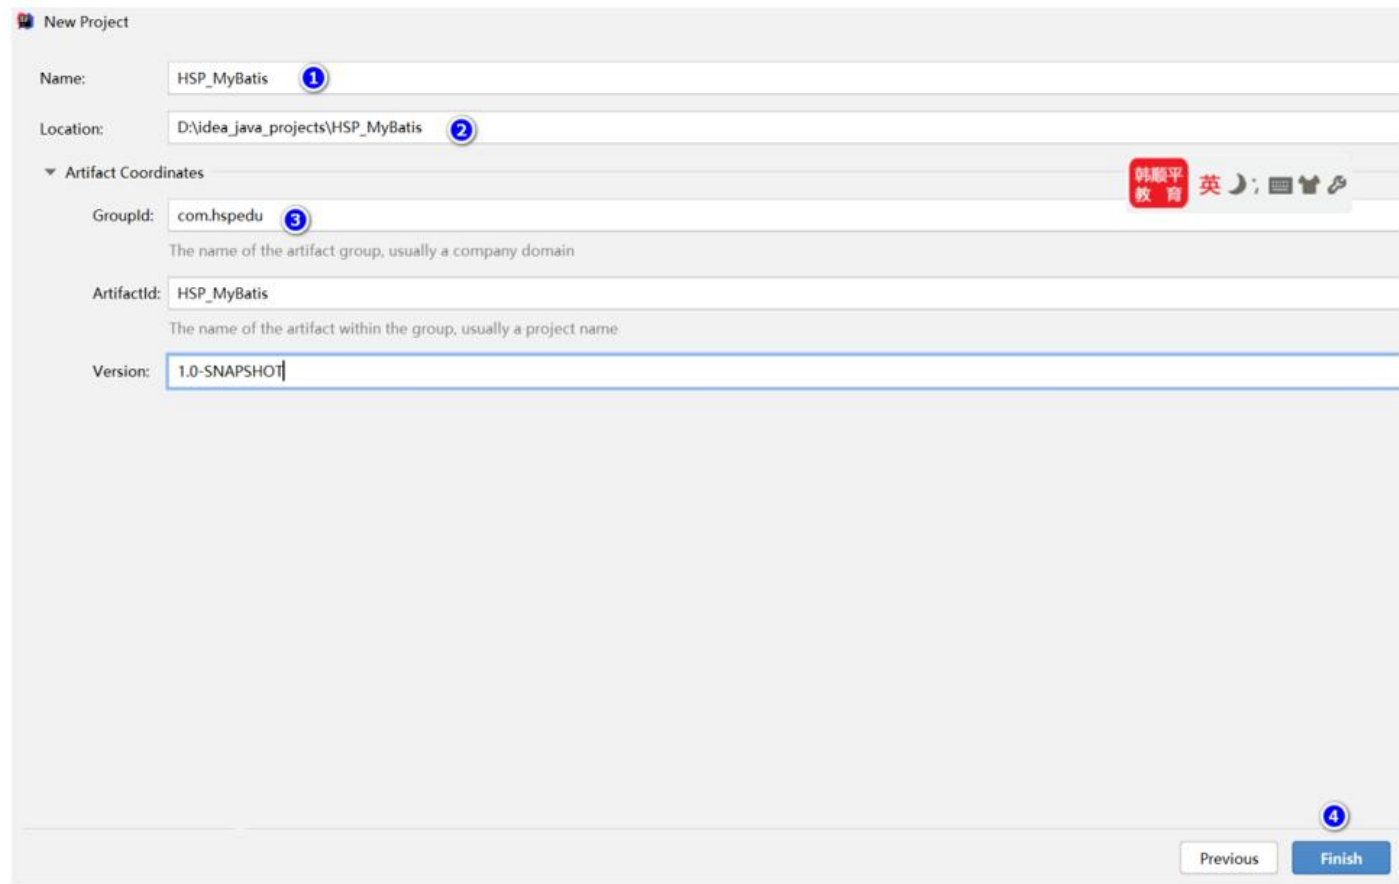 New Project
Name: HSP_MyBatis 1
Location: D:\idea_java_projects\HSP_MyBatis 2
Artifact Coordinates
韩顺平
教 育
英
GroupId: com.hspedu 3
The name of the artifact group, usually a company domain
ArtifactId: HSP_MyBatis
The name of the artifact within the group, usually a project name
Version: 1.0-SNAPSHOT
4
Previous Finish